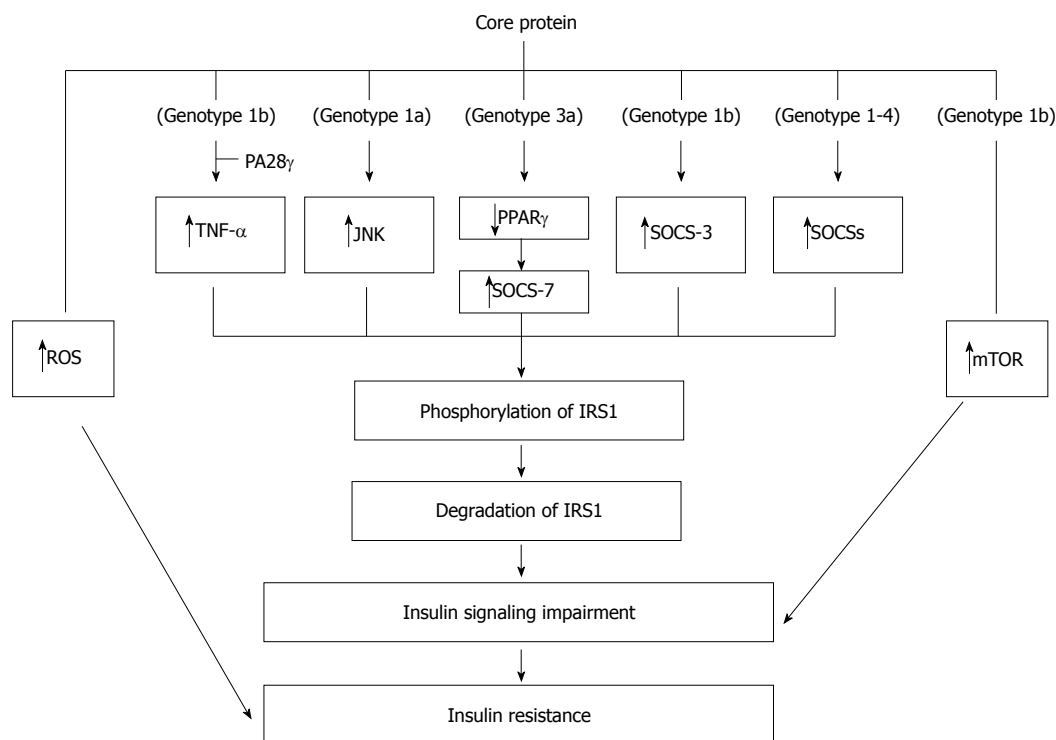 Core protein
(Genotype 1b) (Genotype 1a) (Genotype 3a) (Genotype 1b) (Genotype 1-4) (Genotype 1b)
PA28γ
↑TNF-α ↑JNK ↓PPARγ ↑SOCS-3 ↑SOCSs
↑SOCS-7
↑ROS ↑mTOR
Phosphorylation of IRS1
Degradation of IRS1
Insulin signaling impairment
Insulin resistance